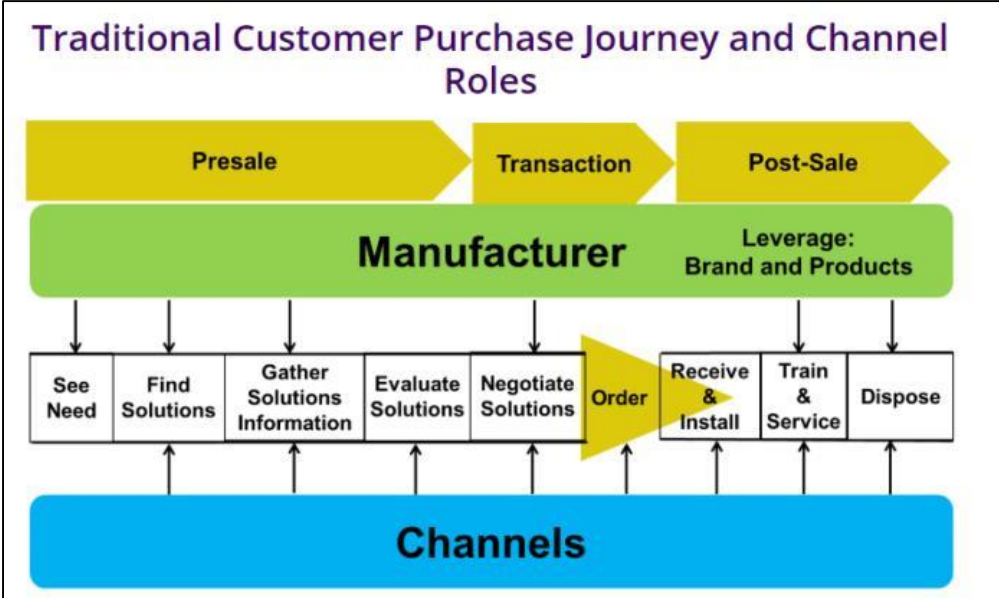 Traditional Customer Purchase Journey and Channel
Roles
Presale
Transaction
Post-Sale
Manufacturer
Leverage:
Brand and Products
See
Need
Find
Solutions
Gather
Solutions
Information
Evaluate
Solutions
Negotiate
Solutions
Order
Receive
&
Install
Train
&
Service
Dispose
Channels